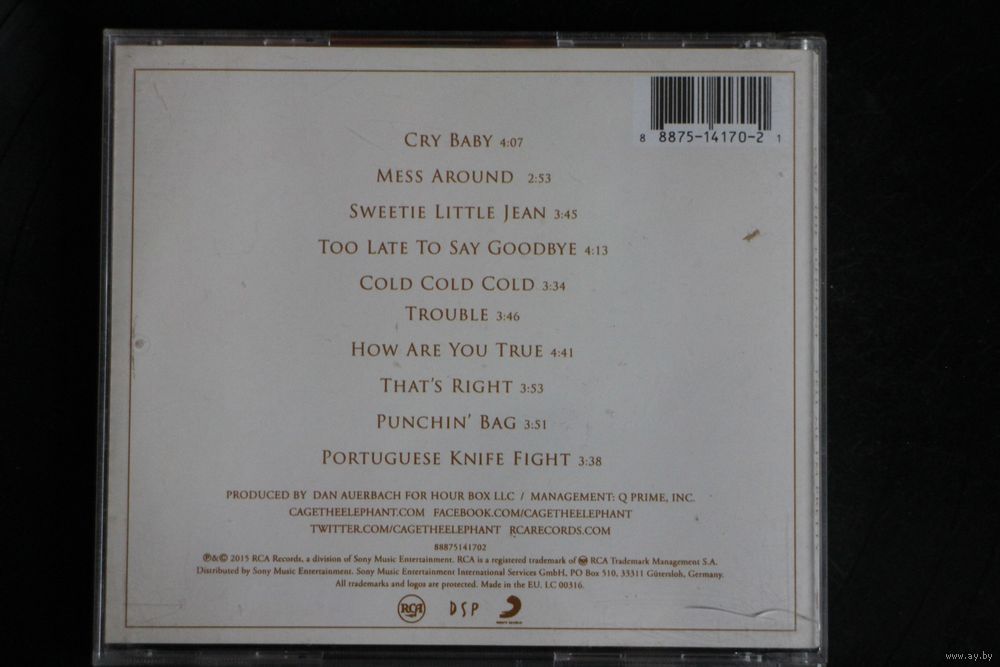 8 8875-14170-2 1
CRY BABY 4:07
MESS AROUND 2:53
SWEETIE LITTLE JEAN 3:45
TOO LATE TO SAY GOODBYE 4:13
COLD COLD COLD 3:34
TROUBLE 3:46
HOW ARE YOU TRUE 4:41
THAT'S RIGHT 3:53
PUNCHIN' BAG 3:51
PORTUGUESE KNIFE FIGHT 3:38
PRODUCED BY DAN AUERBACH FOR HOUR BOX LLC / MANAGEMENT: Q PRIME, INC.
CAGETHEELEPHANT.COM FACEBOOK.COM/CAGETHEELEPHANT
TWITTER.COM/CAGETHEELEPHANT RCARECORDS.COM
88875141702
℗&© 2015 RCA Records, a division of Sony Music Entertainment. RCA is a registered trademark of RCA Trademark Management S.A.
Distributed by Sony Music Entertainment. Sony Music Entertainment International Services GmbH, PO Box 510, 33311 Gütersloh, Germany.
All trademarks and logos are protected. Made in the EU. LC 00316.
RCA DSP
www.ay.by